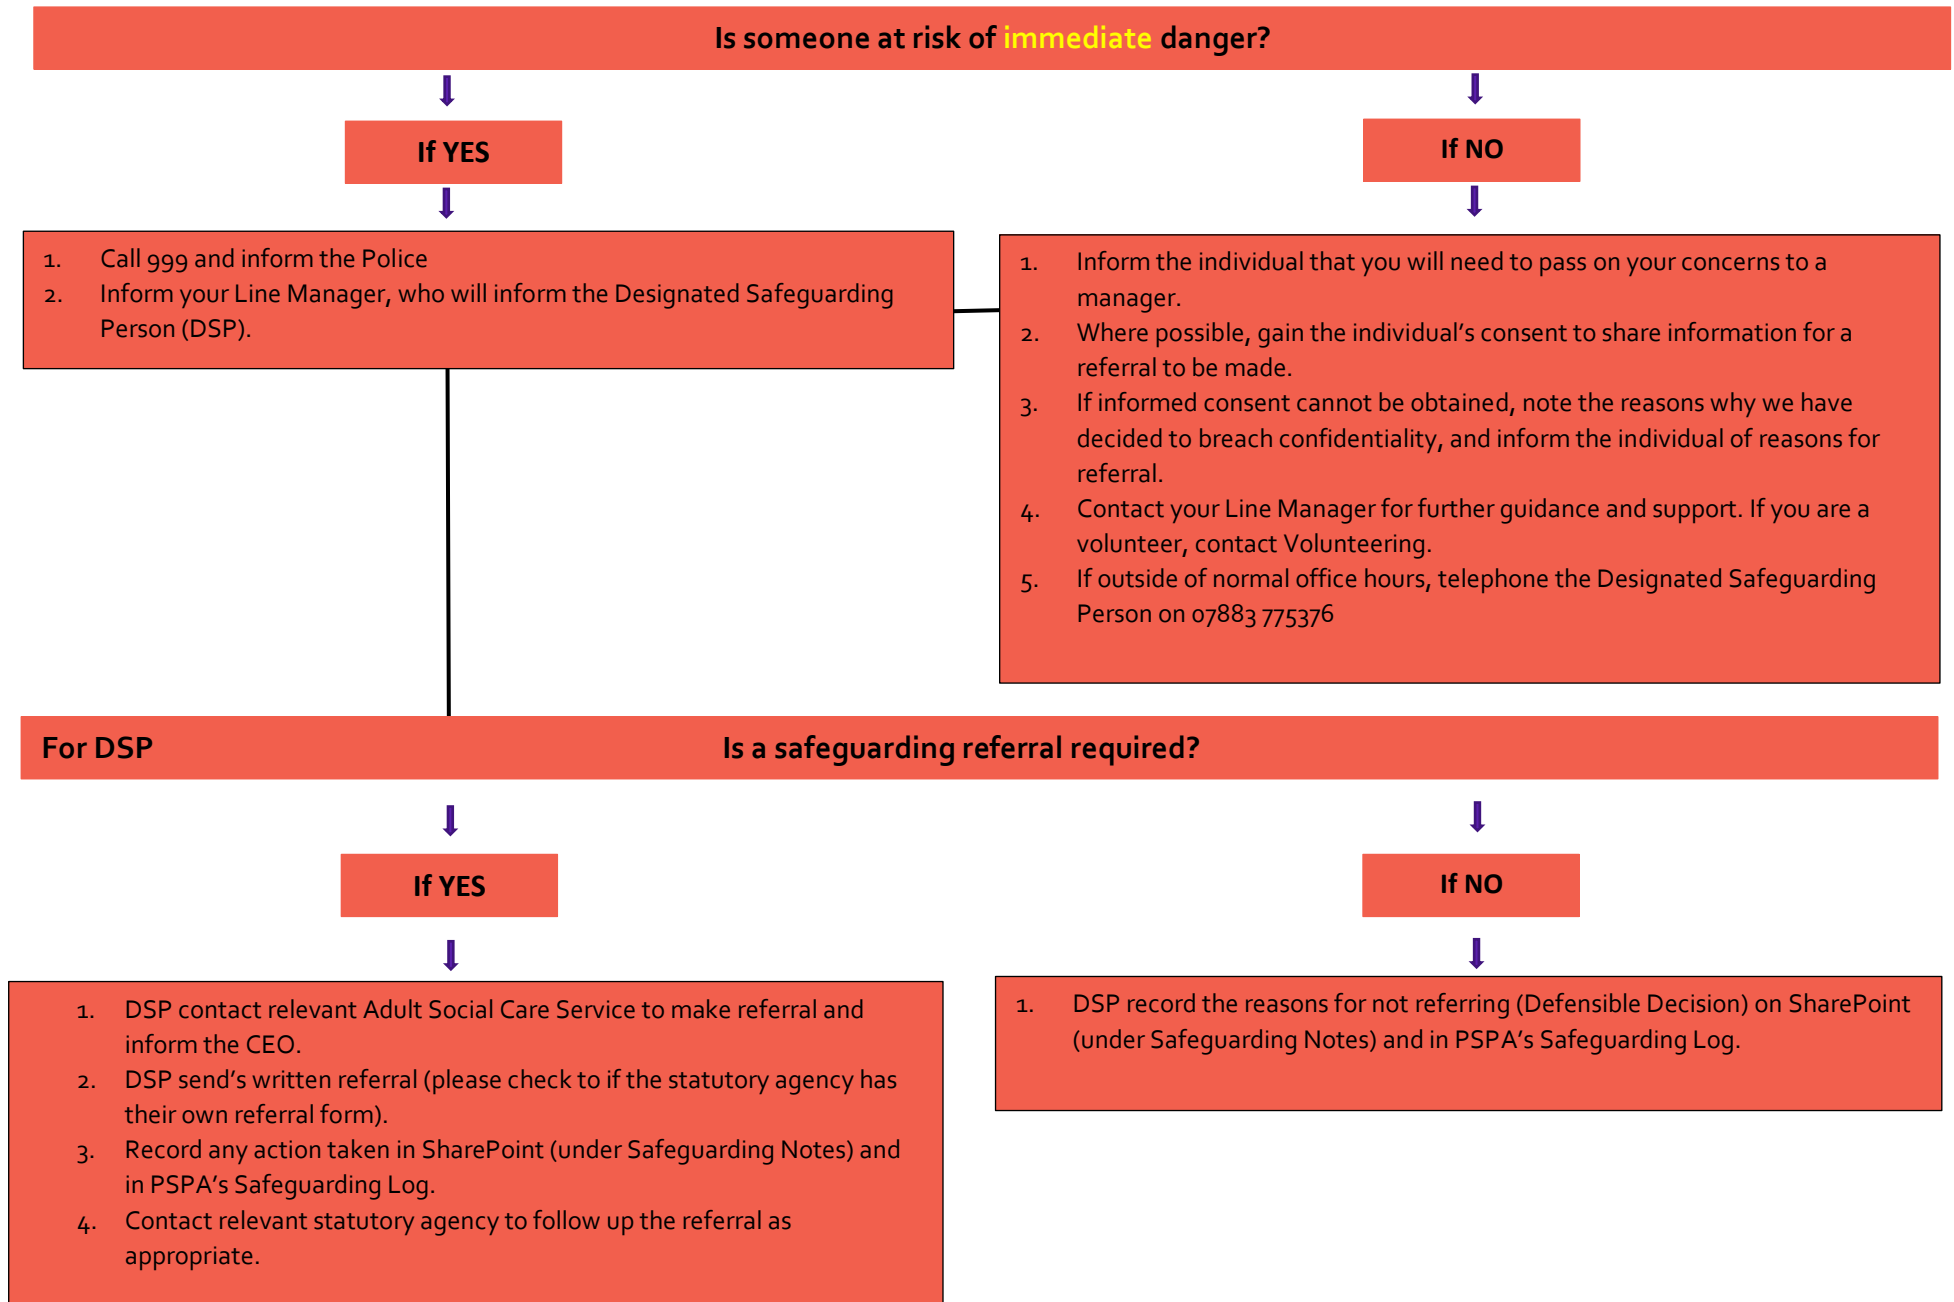 Is someone at risk of immediate danger?
If YES
If NO
1. Call 999 and inform the Police
2. Inform your Line Manager, who will inform the Designated Safeguarding
Person (DSP).
1. Inform the individual that you will need to pass on your concerns to a
manager.
2. Where possible, gain the individual’s consent to share information for a
referral to be made.
3. If informed consent cannot be obtained, note the reasons why we have
decided to breach confidentiality, and inform the individual of reasons for
referral.
4. Contact your Line Manager for further guidance and support. If you are a
volunteer, contact Volunteering.
5. If outside of normal office hours, telephone the Designated Safeguarding
Person on 07883 775376
For DSP Is a safeguarding referral required?
If YES
If NO
1. DSP contact relevant Adult Social Care Service to make referral and
inform the CEO.
2. DSP send’s written referral (please check to if the statutory agency has
their own referral form).
3. Record any action taken in SharePoint (under Safeguarding Notes) and
in PSPA’s Safeguarding Log.
4. Contact relevant statutory agency to follow up the referral as
appropriate.
1. DSP record the reasons for not referring (Defensible Decision) on SharePoint
(under Safeguarding Notes) and in PSPA’s Safeguarding Log.